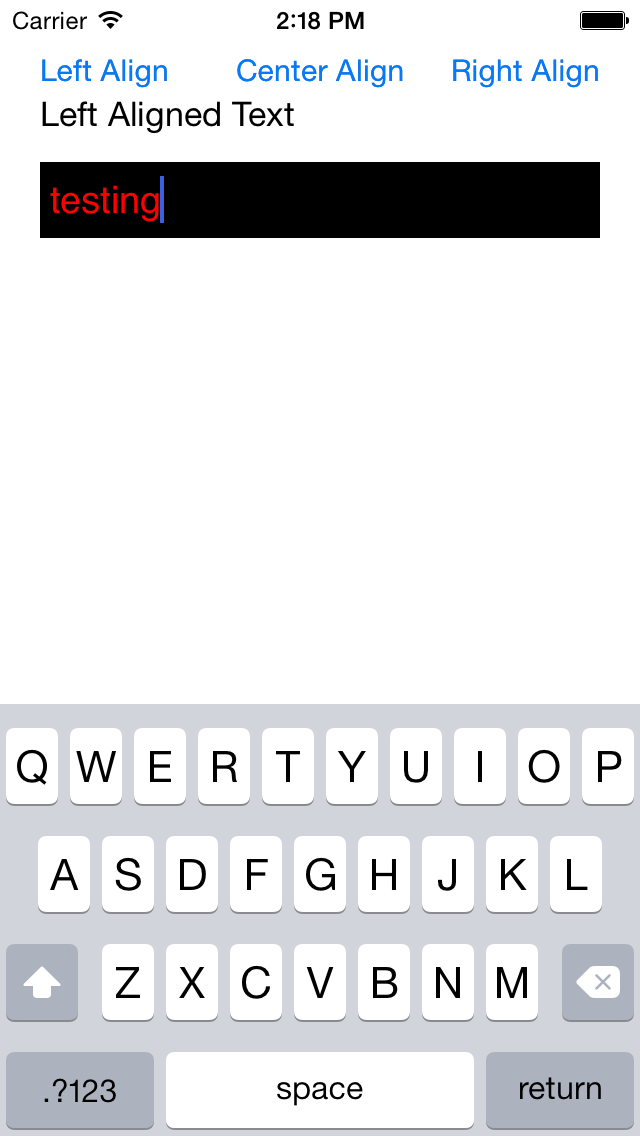 Carrier 2:18 PM
Left Align Center Align Right Align
Left Aligned Text
testing
Q W E R T Y U I O P
A S D F G H J K L
Z X C V B N M
.?123 space return